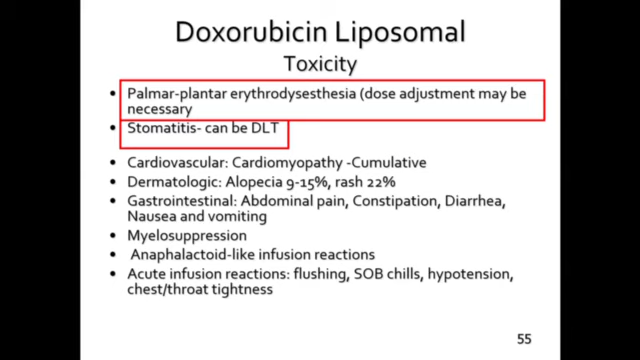 Doxorubicin Liposomal
Toxicity
• Palmar-plantar erythrodysesthesia (dose adjustment may be
necessary
• Stomatitis- can be DLT
• Cardiovascular: Cardiomyopathy -Cumulative
• Dermatologic: Alopecia 9-15%, rash 22%
• Gastrointestinal: Abdominal pain, Constipation, Diarrhea,
Nausea and vomiting
• Myelosuppression
• Anaphalactoid-like infusion reactions
• Acute infusion reactions: flushing, SOB chills, hypotension,
chest/throat tightness
55